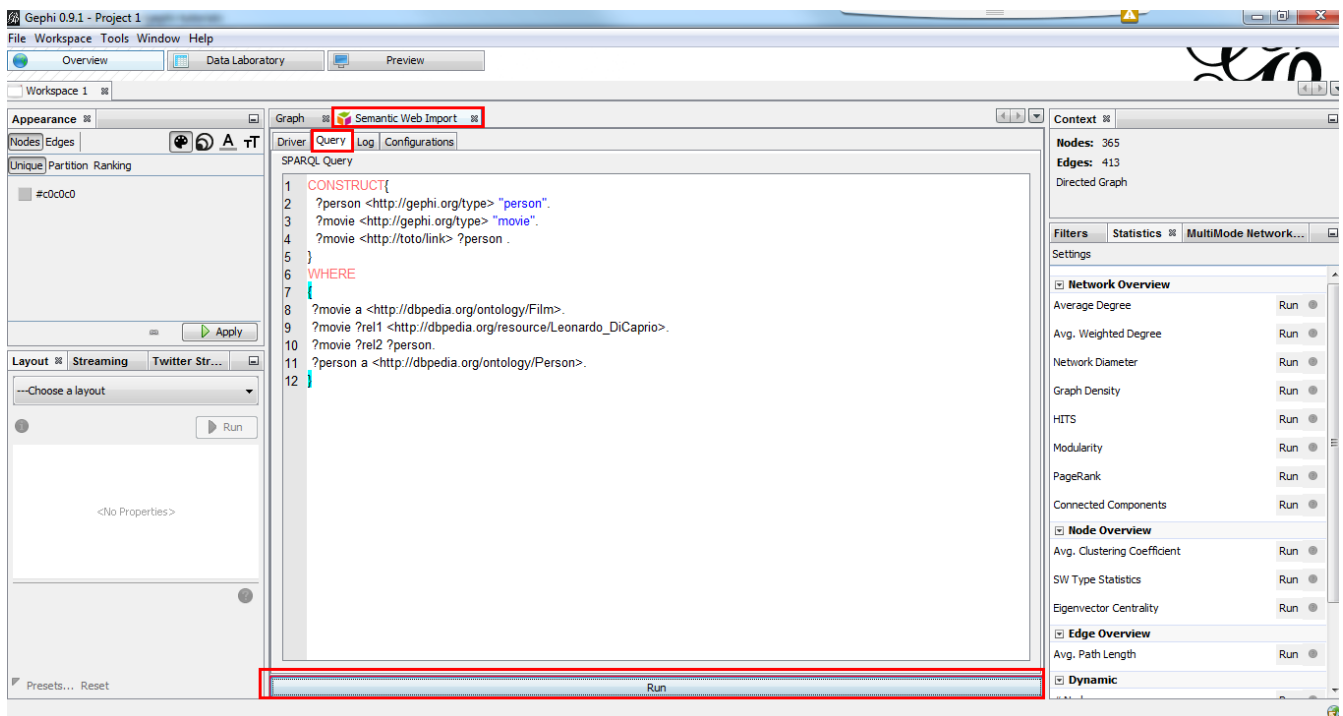 Gephi 0.9.1 - Project 1
File Workspace Tools Window Help
Overview Data Laboratory Preview
Workspace 1
Appearance
Nodes Edges
Unique Partition Ranking
#c0c0c0
Apply
Layout Streaming Twitter Str...
---Choose a layout
Run
<No Properties>
Presets... Reset
Graph Semantic Web Import
Driver Query Log Configurations
SPARQL Query
1 CONSTRUCT{
2 ?person <http://gephi.org/type> "person".
3 ?movie <http://gephi.org/type> "movie".
4 ?movie <http://toto/link> ?person .
5 }
6 WHERE
7 {
8 ?movie a <http://dbpedia.org/ontology/Film>.
9 ?movie ?rel1 <http://dbpedia.org/resource/Leonardo_DiCaprio>.
10 ?movie ?rel2 ?person.
11 ?person a <http://dbpedia.org/ontology/Person>.
12 }
Run
Context
Nodes: 365
Edges: 413
Directed Graph
Filters Statistics MultiMode Network...
Settings
Network Overview
Average Degree Run
Avg. Weighted Degree Run
Network Diameter Run
Graph Density Run
HITS Run
Modularity Run
PageRank Run
Connected Components Run
Node Overview
Avg. Clustering Coefficient Run
SW Type Statistics Run
Eigenvector Centrality Run
Edge Overview
Avg. Path Length Run
Dynamic